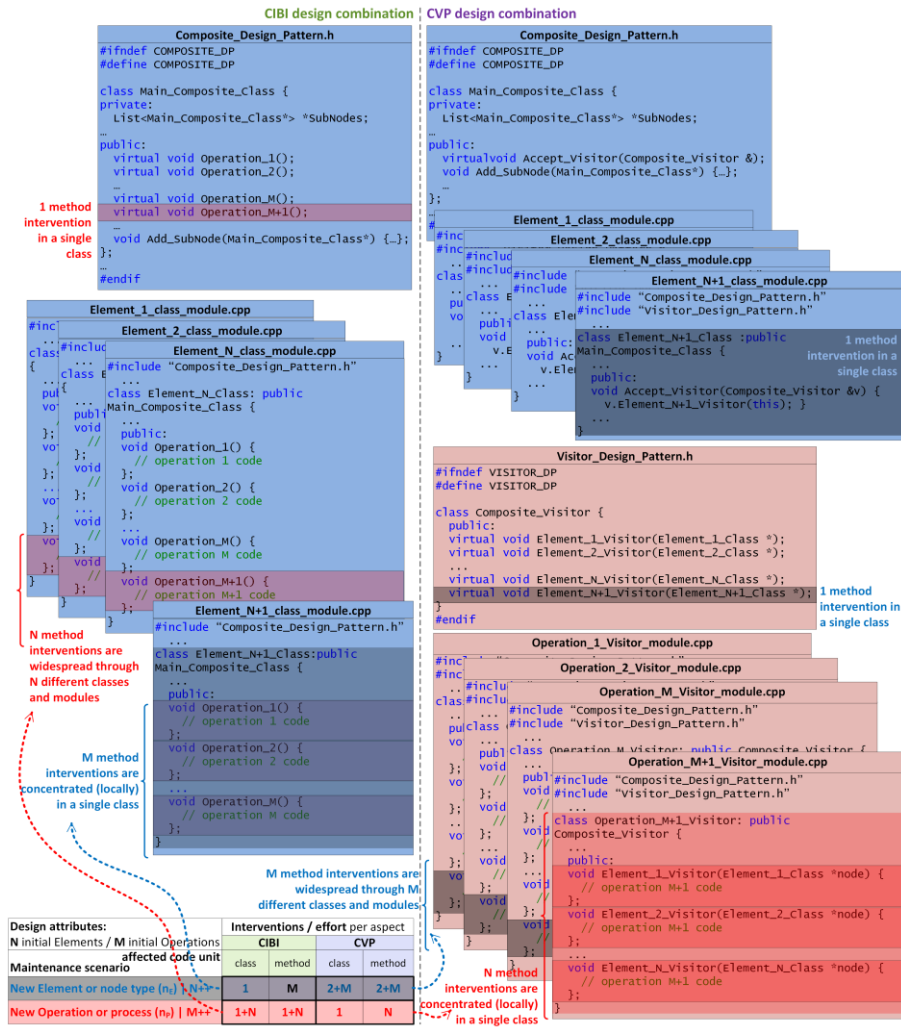 CIBI design combination
CVP design combination
Composite_Design_Pattern.h
#ifndef COMPOSITE_DP
#define COMPOSITE_DP
class Main_Composite_Class {
private:
List<Main_Composite_Class*> *SubNodes;
…
public:
virtual void Operation_1();
virtual void Operation_2();
…
virtual void Operation_M();
virtual void Operation_M+1();
…
void Add_SubNode(Main_Composite_Class*) {…};
};
…
#endif
1 method
intervention
in a single
class
Element_1_class_module.cpp
Element_2_class_module.cpp
Element_N_class_module.cpp
#include "Composite_Design_Pattern.h"
...
class Element_N_Class: public
Main_Composite_Class {
...
public:
void Operation_1() {
// operation 1 code
};
void Operation_2() {
// operation 2 code
};
...
void Operation_M() {
// operation M code
};
void Operation_M+1() {
// operation M+1 code
};
N method
interventions are
widespread through
N different classes
and modules
Element_N+1_class_module.cpp
#include "Composite_Design_Pattern.h"
...
class Element_N+1_Class:public
Main_Composite_Class {
...
public:
void Operation_1() {
// operation 1 code
};
void Operation_2() {
// operation 2 code
};
...
void Operation_M() {
// operation M code
};
}
M method
interventions are
concentrated (locally)
in a single class
Composite_Design_Pattern.h
#ifndef COMPOSITE_DP
#define COMPOSITE_DP
class Main_Composite_Class {
private:
List<Main_Composite_Class*> *SubNodes;
…
public:
virtualvoid Accept_Visitor(Composite_Visitor &);
void Add_SubNode(Main_Composite_Class*) {…};
…
};
…
Element_1_class_module.cpp
Element_2_class_module.cpp
Element_N_class_module.cpp
Element_N+1_class_module.cpp
#include "Composite_Design_Pattern.h"
#include "Visitor_Design_Pattern.h"
...
class Element_N+1_Class :public
Main_Composite_Class {
...
public:
void Accept_Visitor(Composite_Visitor &v) {
v.Element_N+1_Visitor(this); }
...
}
1 method
intervention in a
single class
Visitor_Design_Pattern.h
#ifndef VISITOR_DP
#define VISITOR_DP
class Composite_Visitor {
public:
virtual void Element_1_Visitor(Element_1_Class *);
virtual void Element_2_Visitor(Element_2_Class *);
...
virtual void Element_N_Visitor(Element_N_Class *);
virtual void Element_N+1_Visitor(Element_N+1_Class *);
}
#endif
1 method
intervention in
a single class
Operation_1_Visitor_module.cpp
Operation_2_Visitor_module.cpp
Operation_M_Visitor_module.cpp
#include "Composite_Design_Pattern.h"
#include "Visitor_Design_Pattern.h"
...
class Operation_M_Visitor: public Composite_Visitor {
Operation_M+1_Visitor_module.cpp
#include "Composite_Design_Pattern.h"
#include "Visitor_Design_Pattern.h"
...
class Operation_M+1_Visitor: public
Composite_Visitor {
...
public:
void Element_1_Visitor(Element_1_Class *node) {
// operation M+1 code
};
void Element_2_Visitor(Element_2_Class *node) {
// operation M+1 code
};
...
void Element_N_Visitor(Element_N_Class *node) {
// operation M+1 code
};
}
M method interventions are
widespread through M
different classes and modules
N method
interventions are
concentrated (locally)
in a single class
Design attributes:
N initial Elements / M initial Operations
affected code unit
Maintenance scenario
Interventions / effort per aspect
CIBI CVP
class method class method
New Element or node type (nE) | N++ 1 M 2+M 2+M
New Operation or process (nP) | M++ 1+N 1+N 1 N